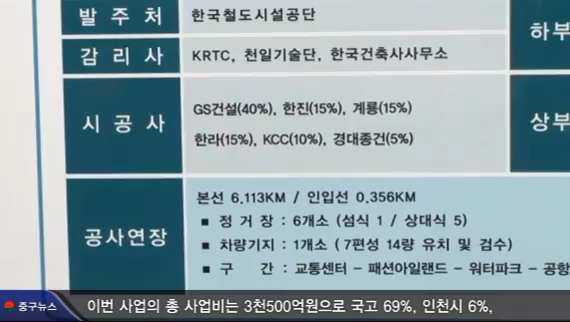 발 주 처 한국철도시설공단
하부
감 리 사 KRTC, 천일기술단, 한국건축사사무소
시 공 사 GS건설(40%), 한진(15%), 계룡(15%)
한라(15%), KCC(10%), 경대종건(5%)
상부
공사연장 본선 6.113KM / 인입선 0.356KM
■ 정 거 장 : 6개소 (섬식 1 / 상대식 5)
■ 차량기지 : 1개소 ( 7편성 14량 유치 및 검수)
■ 구 간 : 교통센터 - 패션아일랜드 - 워터파크 - 공항
중구뉴스 이번 사업의 총 사업비는 3천500억원으로 국고 69%, 인천시 6%,